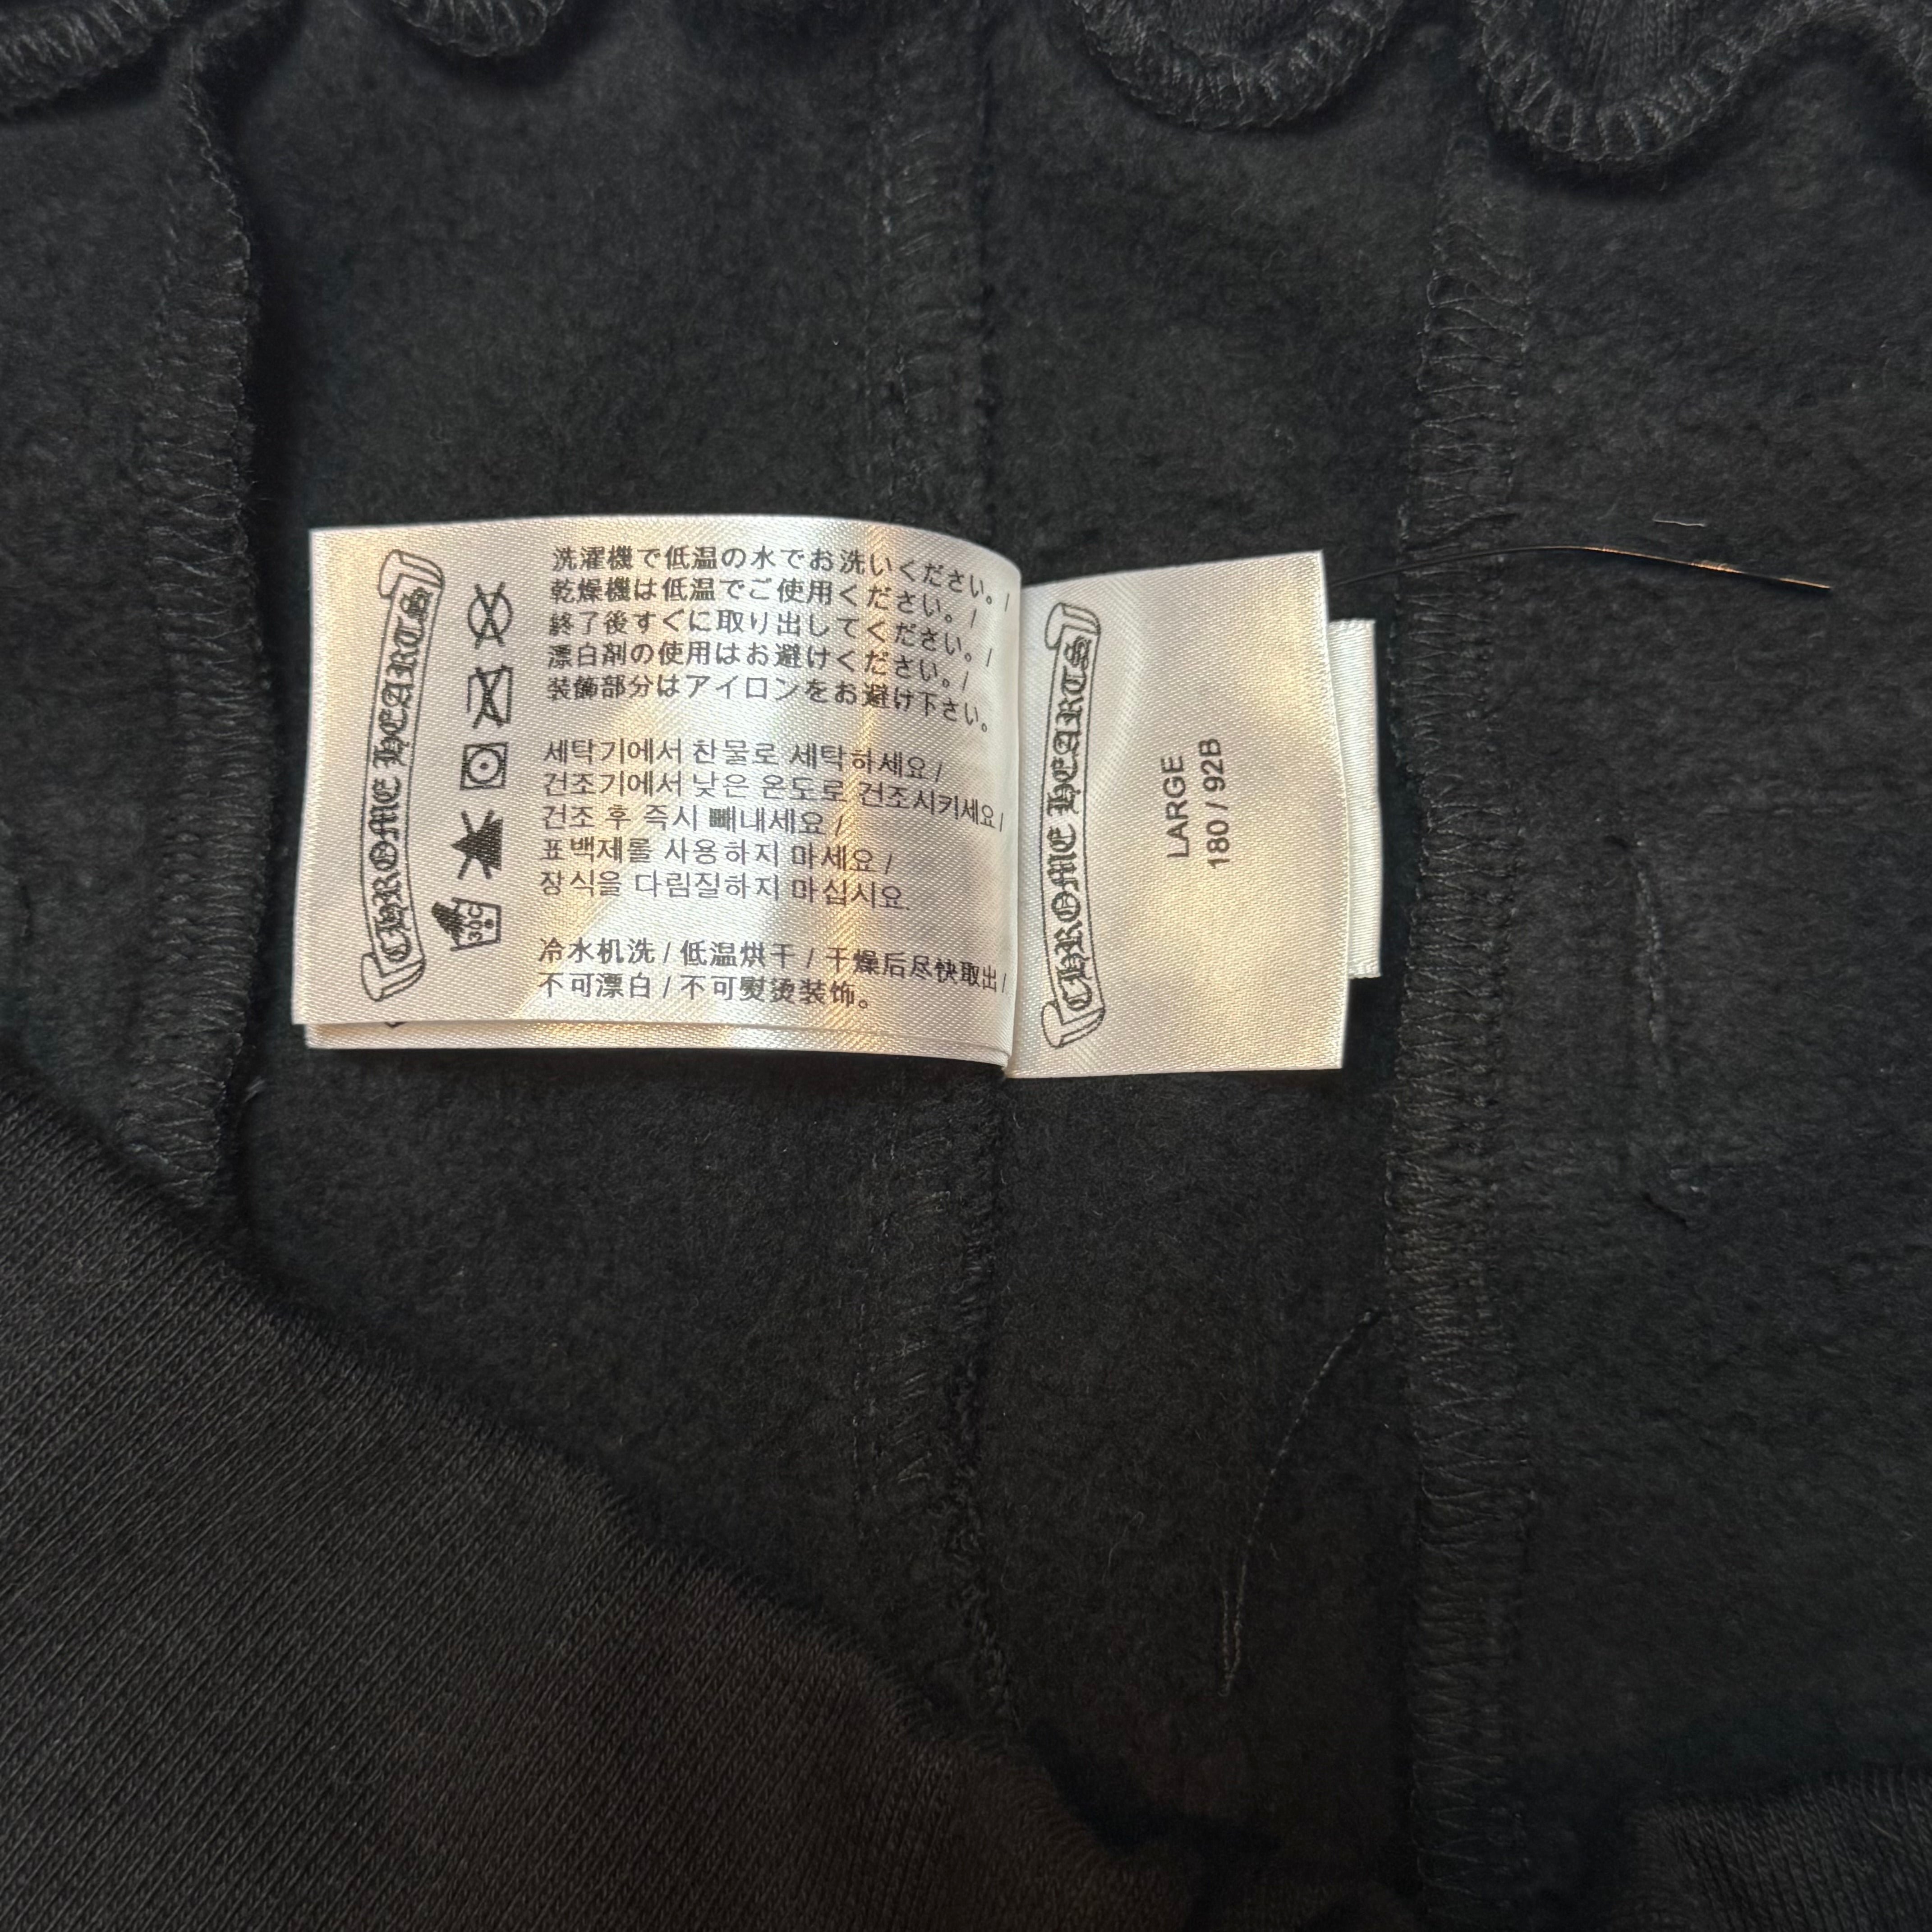 CHROME HEARTS
洗濯機で低温の水でお洗いください。/
乾燥機は低温でご使用ください。/
終了後すぐに取り出してください。/
漂白剤の使用はお避けください。/
装飾部分はアイロンをお避け下さい。
세탁기에서 찬물로 세탁하세요/
건조기에서 낮은 온도로 건조시키세요/
건조 후 즉시 빼내세요 /
표백제를 사용하지 마세요 /
장식을 다림질하지 마십시요.
冷水机洗 / 低温烘干 / 干燥后尽快取出/
不可漂白 / 不可熨烫装饰。
30C
CHROME HEARTS
LARGE
180 / 92B